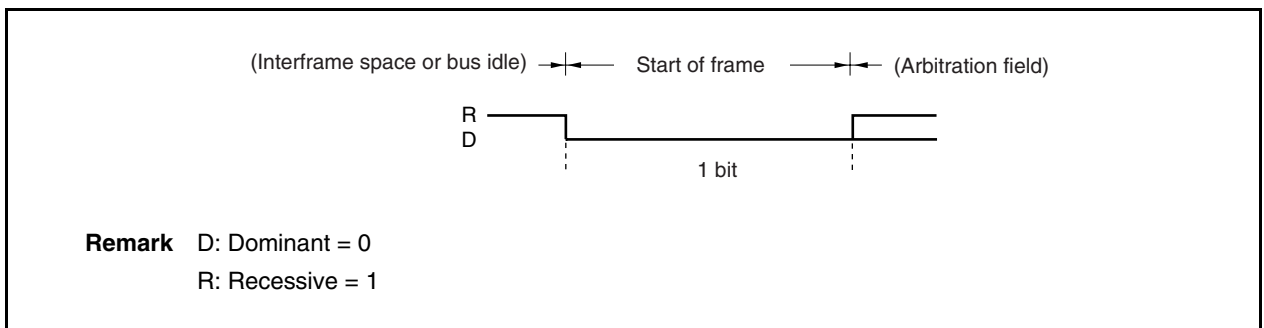 (Interframe space or bus idle) Start of frame (Arbitration field)
R
D
1 bit
Remark D: Dominant = 0
R: Recessive = 1